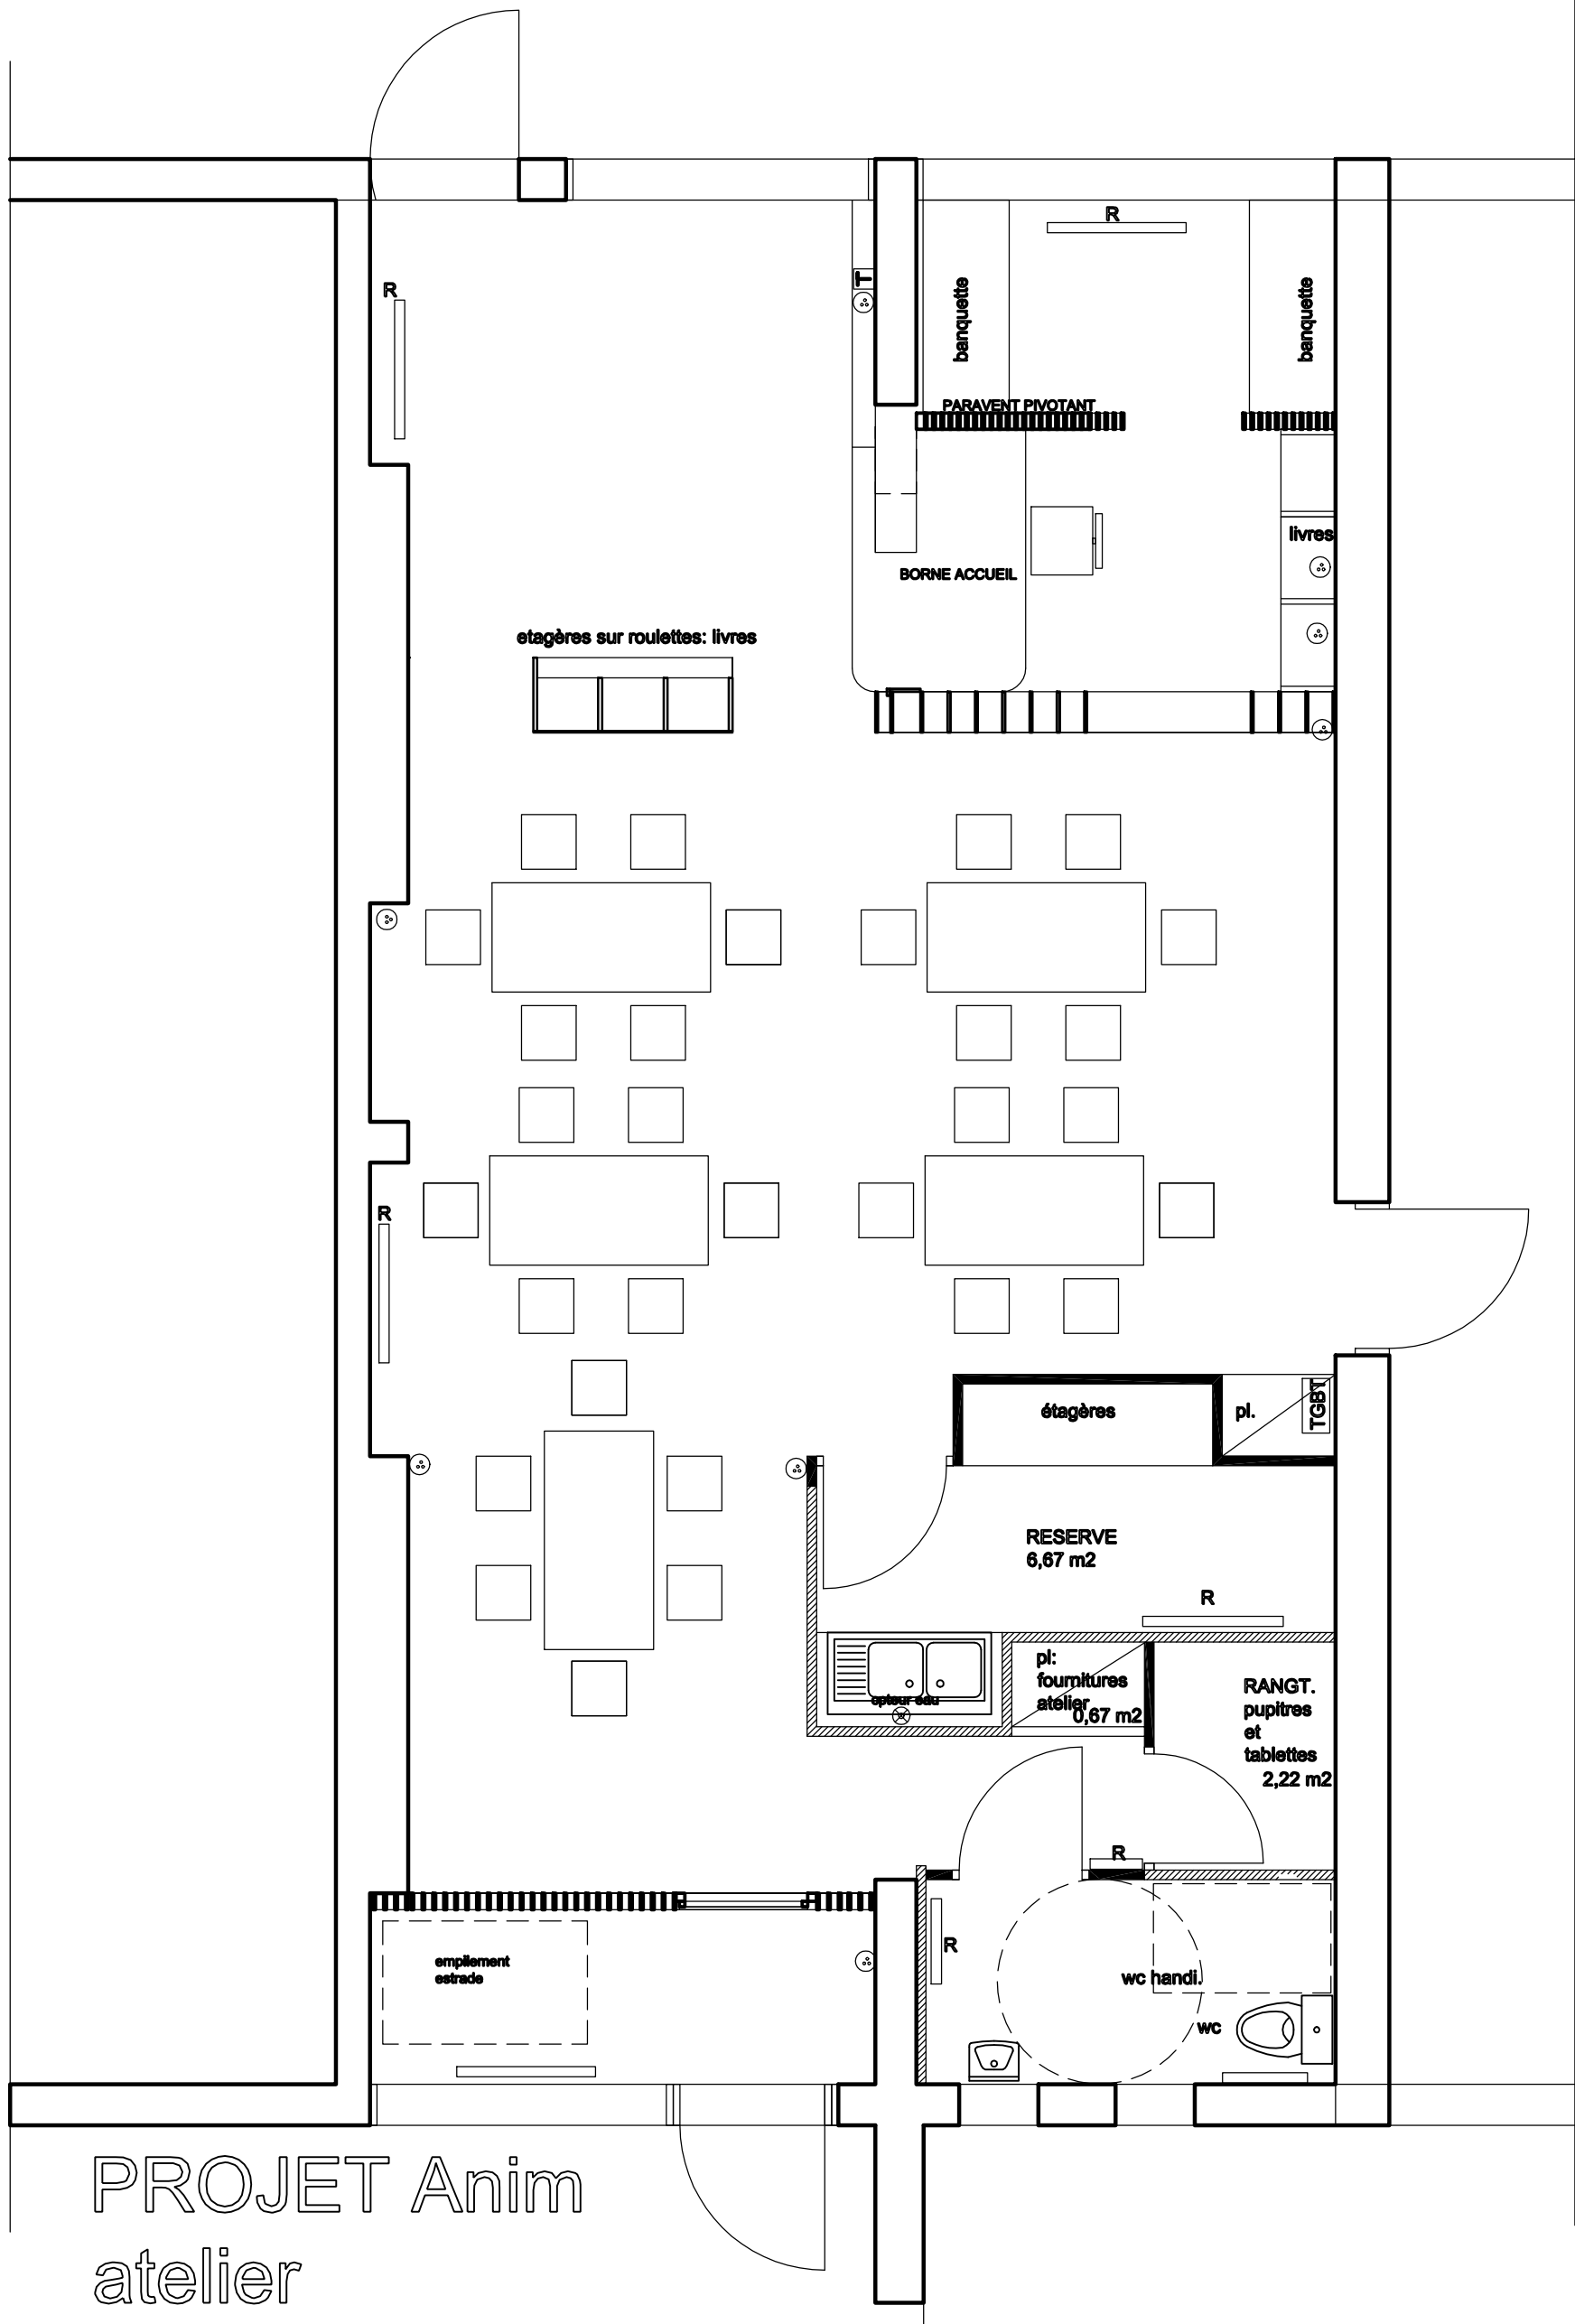 R
R
T
banquette
banquette
PARAVENT PIVOTANT
livres
BORNE ACCUEIL
etagères sur roulettes: livres
R
étagères
pl.
TGBT
RESERVE
6,67 m2
R
pl:
fournitures
atelier
0,67 m2
RANGT.
pupitres
et
tablettes
2,22 m2
cpteur eau
R
R
empilement
estrade
wc handi.
wc
PROJET Anim
atelier